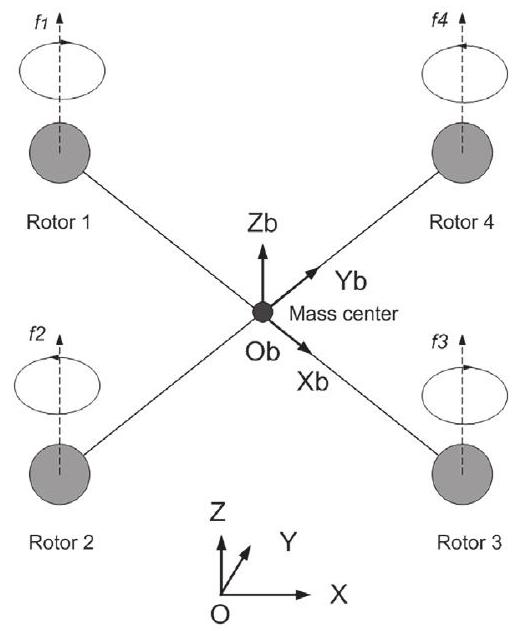 f1
f4
Rotor 1
Rotor 4
Zb
Yb
Mass center
Ob
Xb
f2
f3
Rotor 2
Rotor 3
Z
Y
X
O